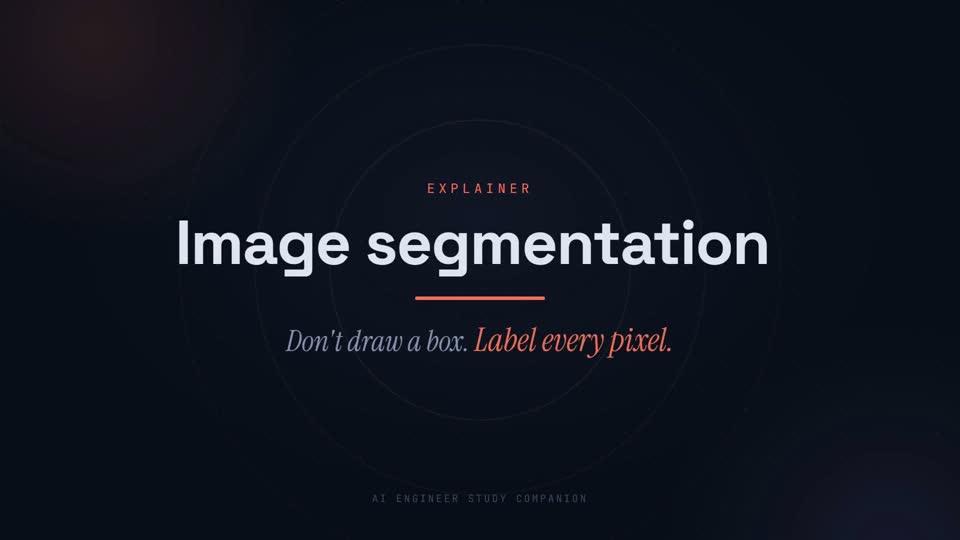 EXPLAINER
Image segmentation
Don't draw a box. Label every pixel.
AI ENGINEER STUDY COMPANION